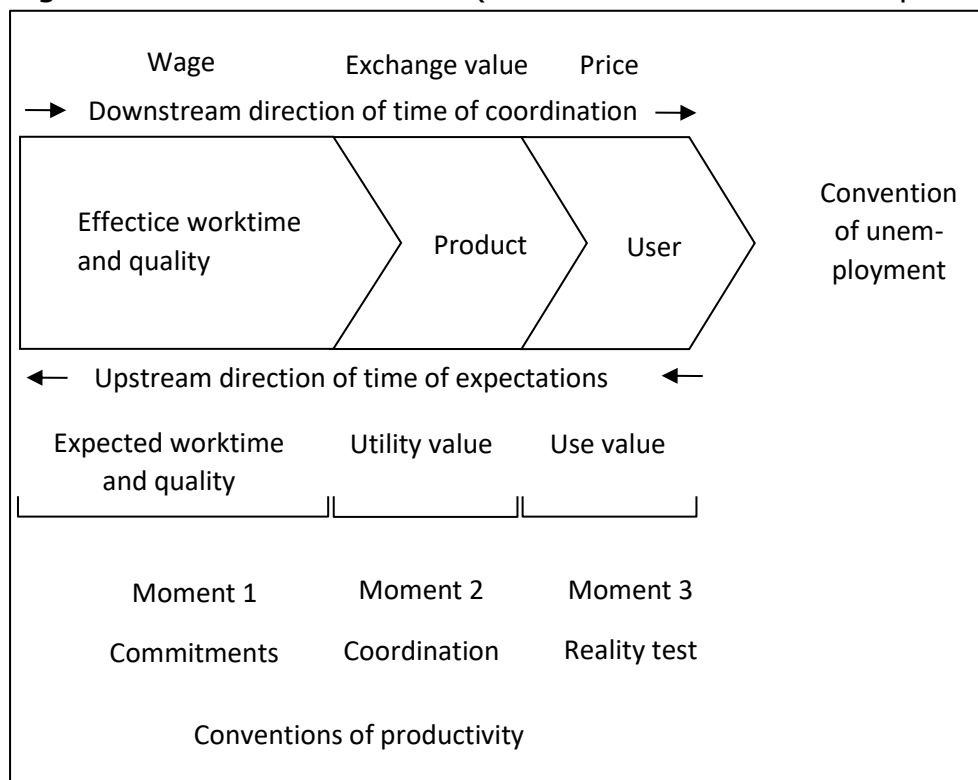 Wage Exchange value Price
→ Downstream direction of time of coordination →
Effectice worktime
and quality
Product
User
Convention
of unem-
ployment
← Upstream direction of time of expectations ←
Expected worktime
and quality
Utility value
Use value
Moment 1 Moment 2 Moment 3
Commitments Coordination Reality test
Conventions of productivity